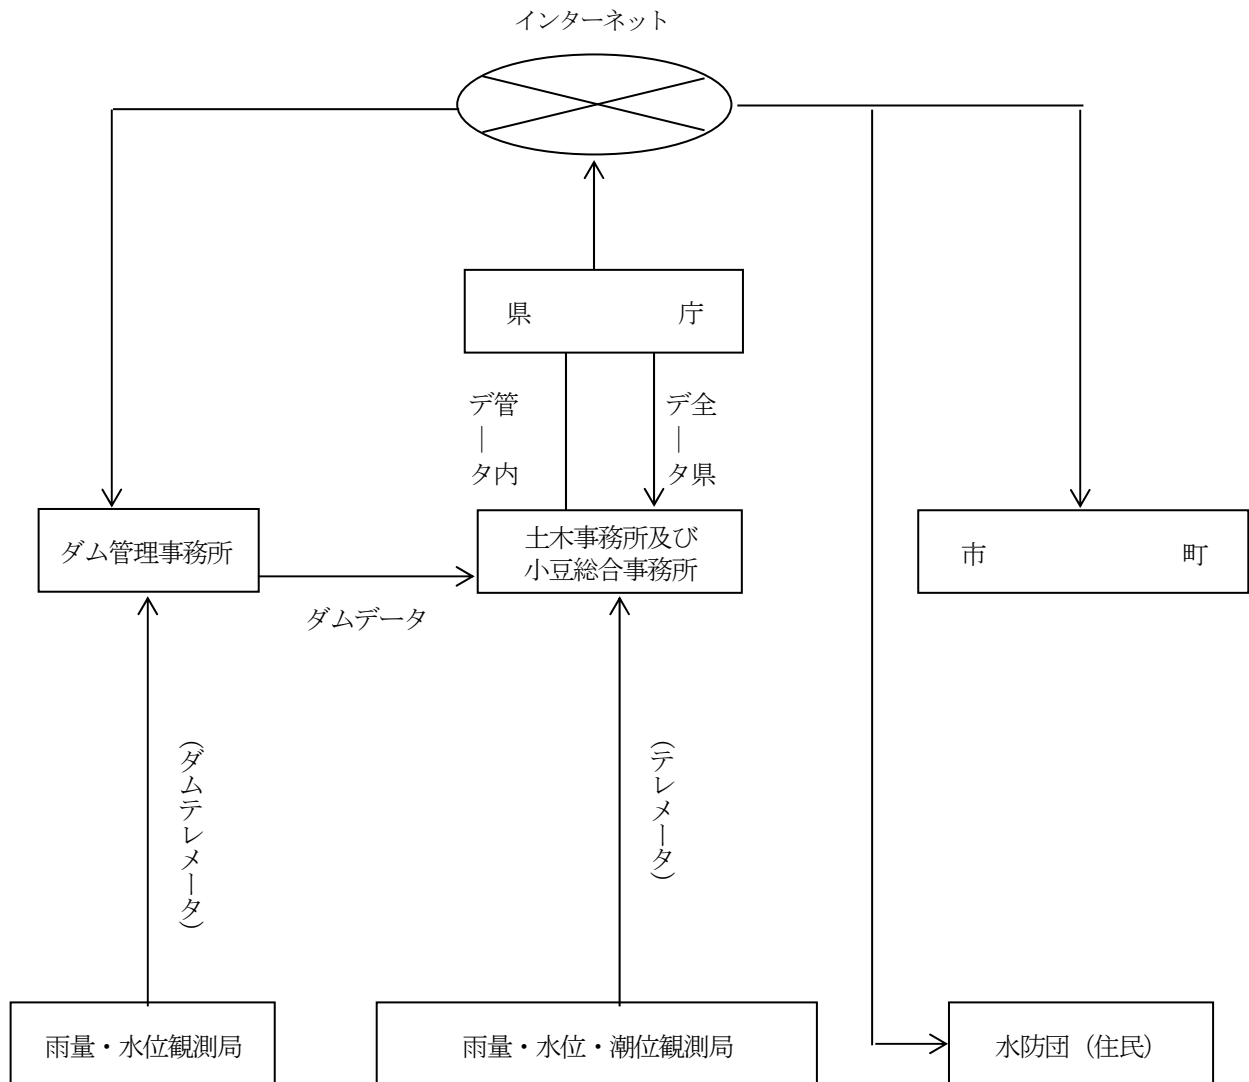 インターネット
県 庁
管内
データ
全県
データ
ダム管理事務所
土木事務所及び
小豆総合事務所
市 町
ダムデータ
（ダムテレメータ）
（テレメータ）
雨量・水位観測局
雨量・水位・潮位観測局
水防団（住民）